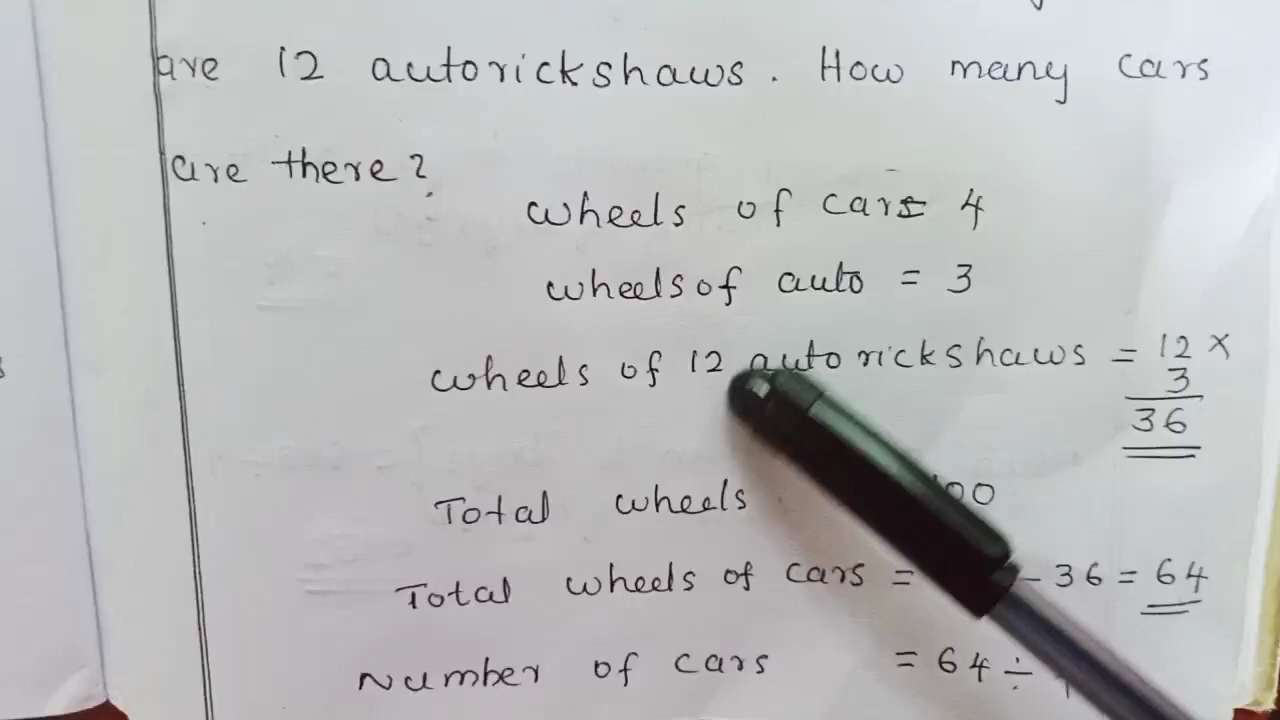 are 12 autorickshaws. How many cars
are there?
wheels of cars = 4
wheels of auto = 3
wheels of 12 autorickshaws = 12 ×
3
36
Total wheels
Total wheels of cars = - 36 = 64
Number of cars = 64 ÷